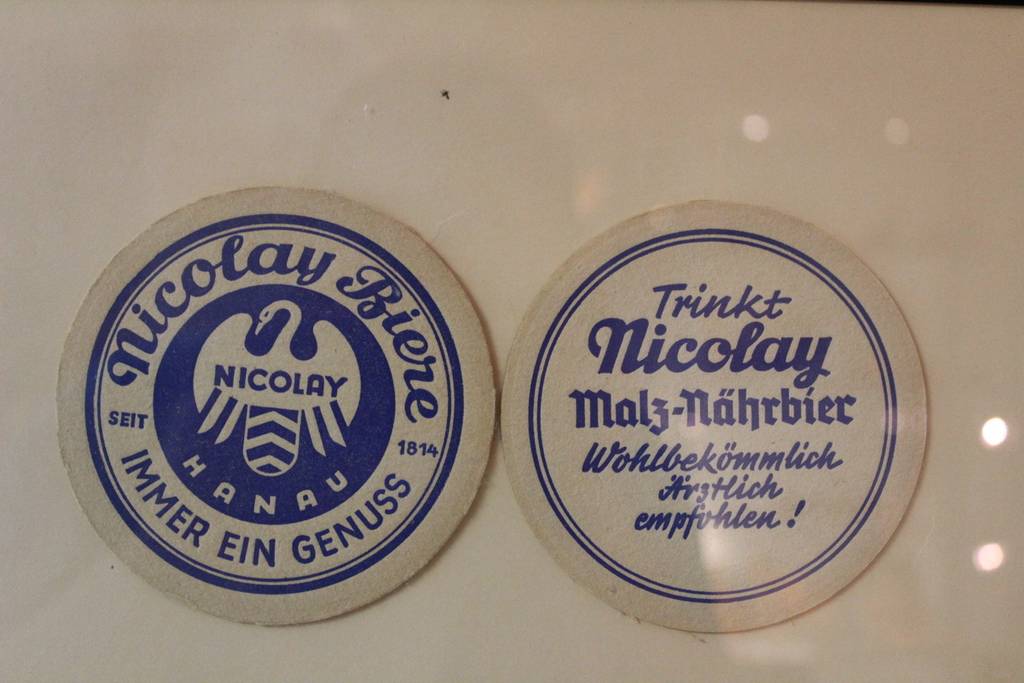 Nicolay Biere
NICOLAY
SEIT 1814
HANAU
IMMER EIN GENUSS
Trinkt
Nicolay
Malz-Nährbier
Wohlbekömmlich
Ärztlich
empfohlen!